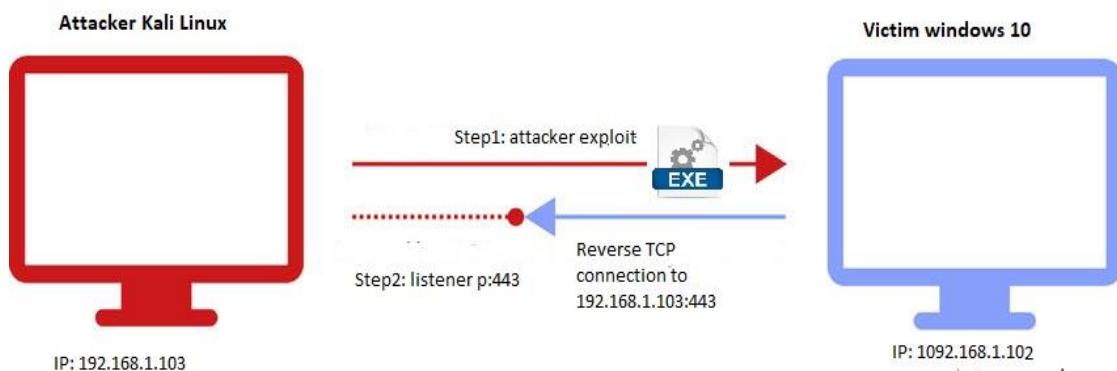 Attacker Kali Linux
Victim windows 10
Step1: attacker exploit
EXE
Step2: listener p:443
Reverse TCP
connection to
192.168.1.103:443
IP: 192.168.1.103
IP: 1092.168.1.102